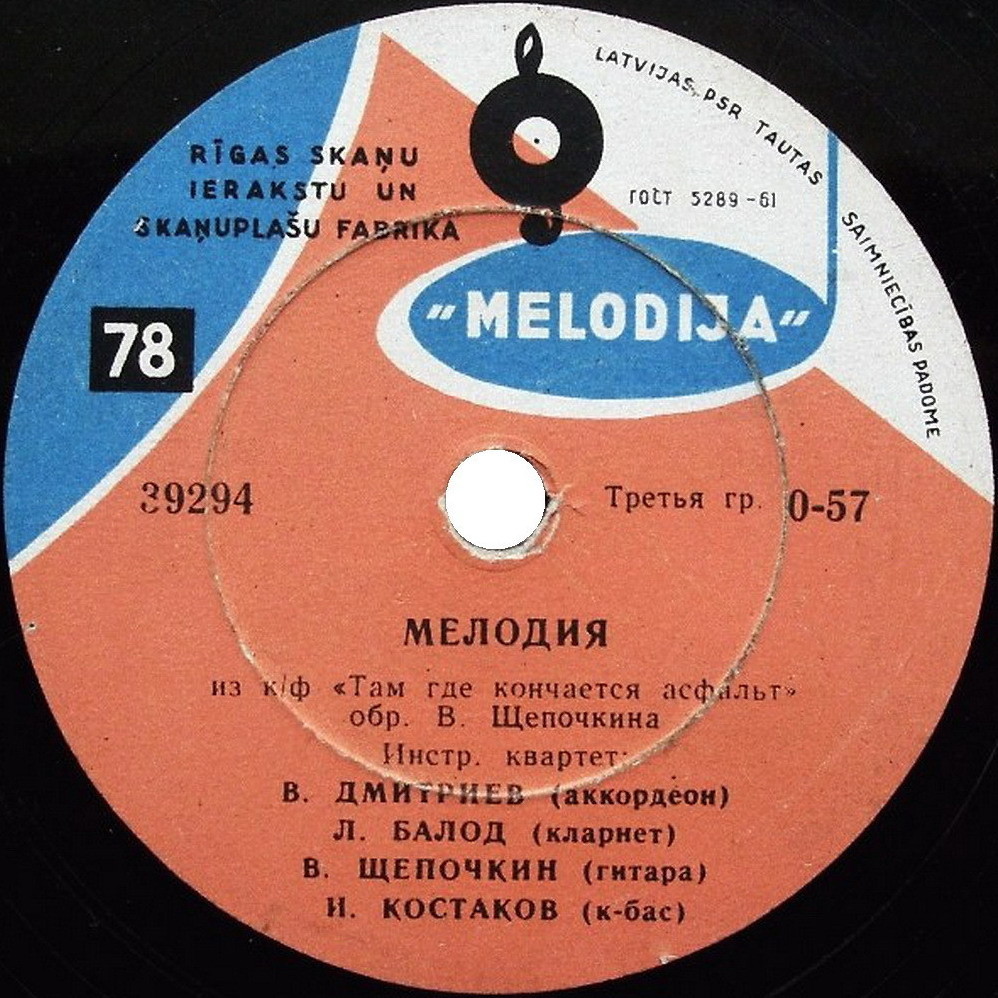 LATVIJAS PSR TAUTAS SAIMNIECĪBAS PADOME
RĪGAS SKAŅU
IERAKSTU UN
SKAŅUPLAŠU FABRIKA
ГОСТ 5289-61
"MELODIJA"
78
39294
Третья гр. 0-57
МЕЛОДИЯ
из к/ф «Там где кончается асфальт»
обр. В. Щепочкина
Инстр. квартет:
В. ДМИТРИЕВ (аккордеон)
Л. БАЛОД (кларнет)
В. ЩЕПОЧКИН (гитара)
И. КОСТАКОВ (к-бас)